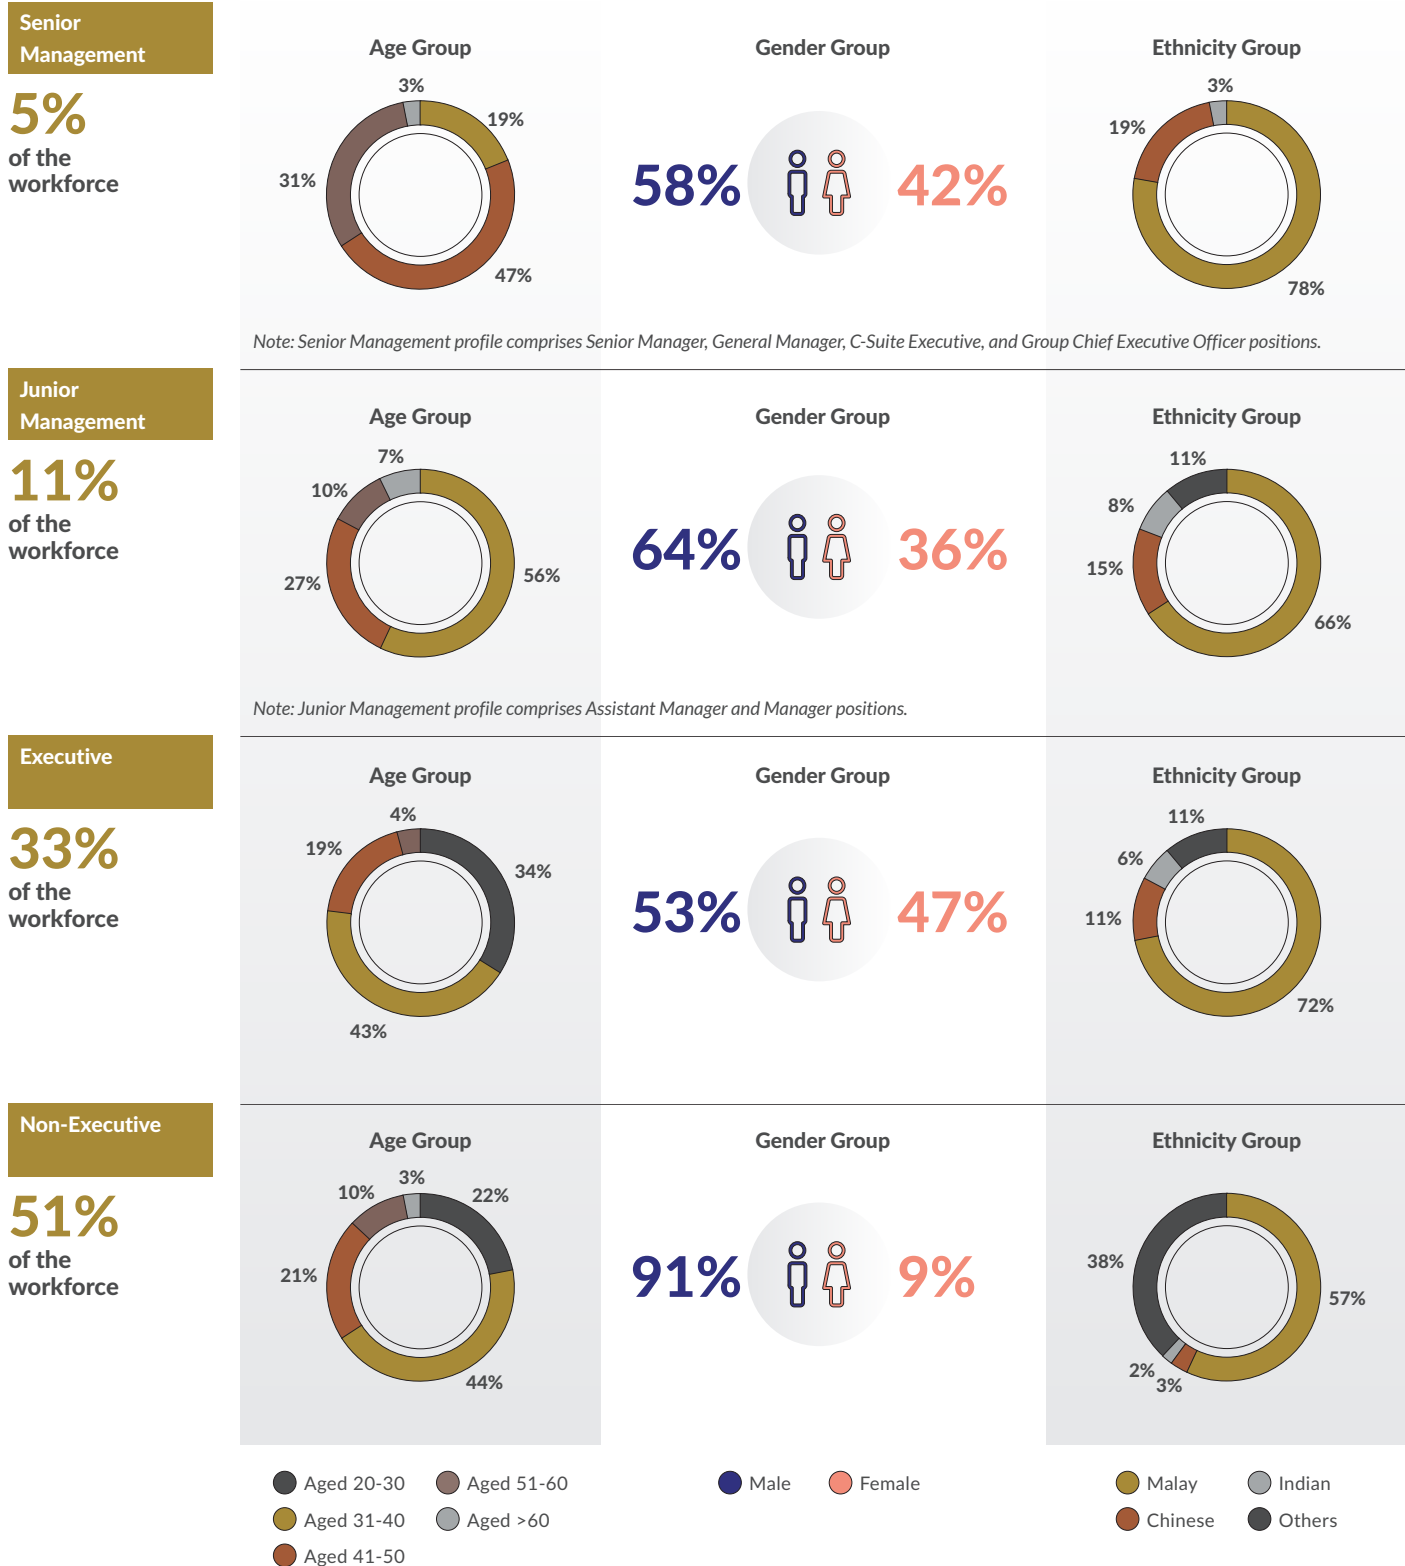 Senior
Management
5%
of the
workforce
Age Group
3%
19%
31%
47%
Gender Group
58%
42%
Ethnicity Group
3%
19%
78%
Note: Senior Management profile comprises Senior Manager, General Manager, C-Suite Executive, and Group Chief Executive Officer positions.
Junior
Management
11%
of the
workforce
Age Group
7%
10%
27%
56%
Gender Group
64%
36%
Ethnicity Group
11%
8%
15%
66%
Note: Junior Management profile comprises Assistant Manager and Manager positions.
Executive
33%
of the
workforce
Age Group
4%
19%
34%
43%
Gender Group
53%
47%
Ethnicity Group
11%
6%
11%
72%
Non-Executive
51%
of the
workforce
Age Group
3%
10%
22%
21%
44%
Gender Group
91%
9%
Ethnicity Group
38%
57%
2%
3%
Aged 20-30
Aged 31-40
Aged 41-50
Aged 51-60
Aged >60
Male
Female
Malay
Chinese
Indian
Others